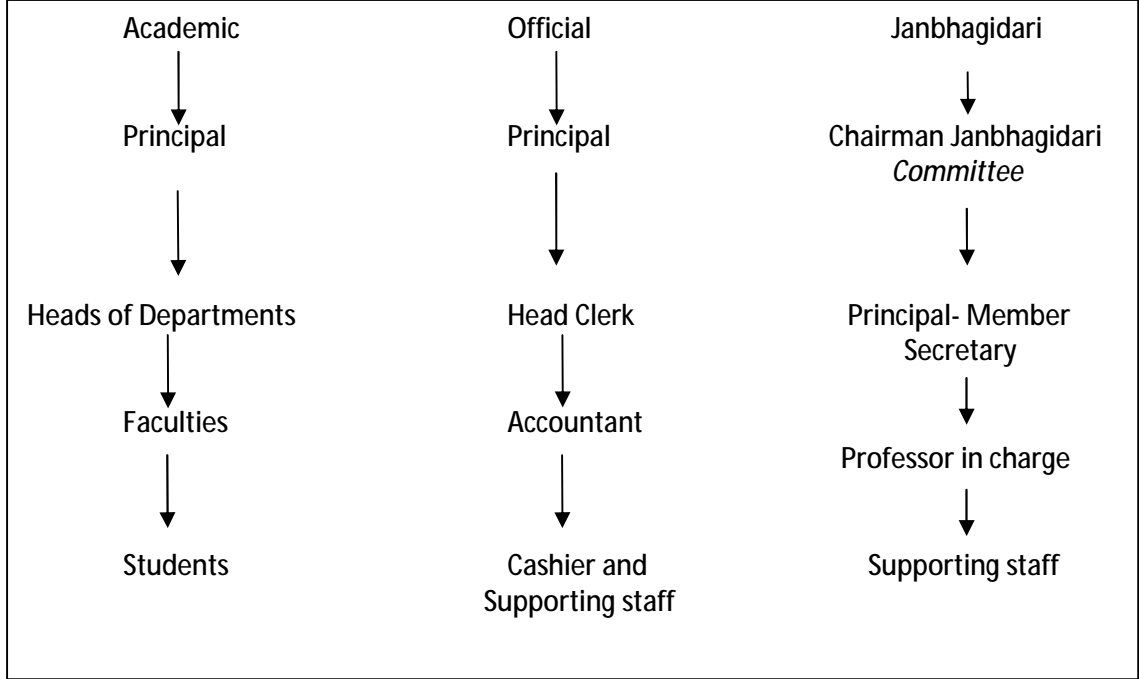 Academic
Official
Janbhagidari
Principal
Principal
Chairman Janbhagidari
Committee
Heads of Departments
Head Clerk
Principal- Member
Secretary
Faculties
Accountant
Professor in charge
Students
Cashier and
Supporting staff
Supporting staff